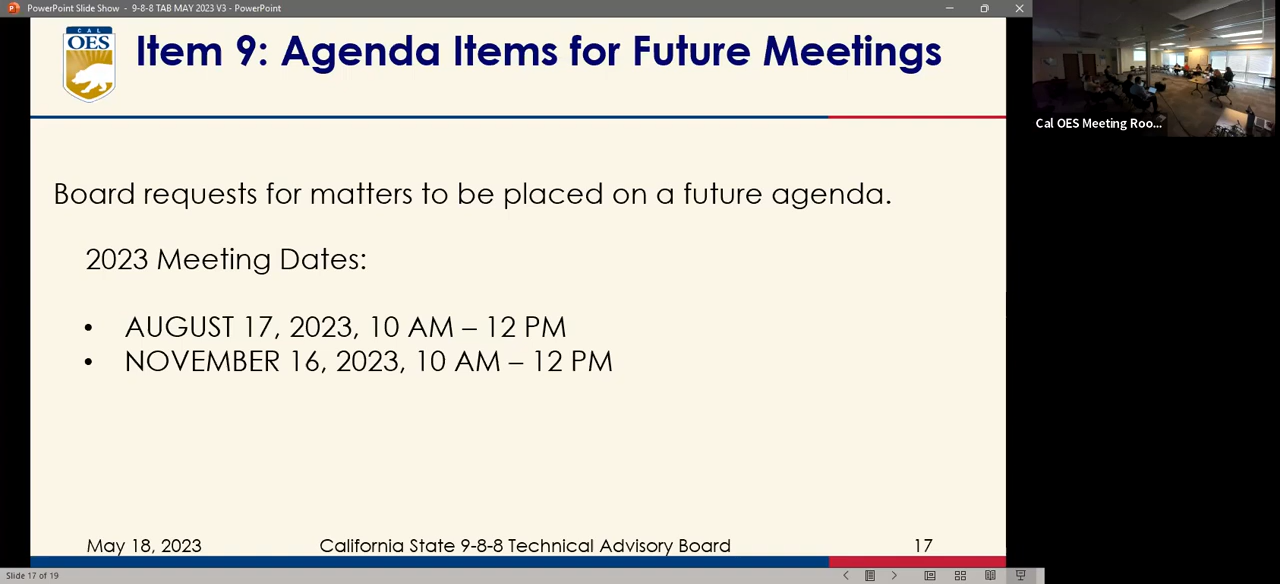 PowerPoint Slide Show - 9-8-8 TAB MAY 2023 V3 - PowerPoint
CAL
OES
Item 9: Agenda Items for Future Meetings
Cal OES Meeting Roo...
Board requests for matters to be placed on a future agenda.
2023 Meeting Dates:
• AUGUST 17, 2023, 10 AM – 12 PM
• NOVEMBER 16, 2023, 10 AM – 12 PM
May 18, 2023 California State 9-8-8 Technical Advisory Board 17
Slide 17 of 19